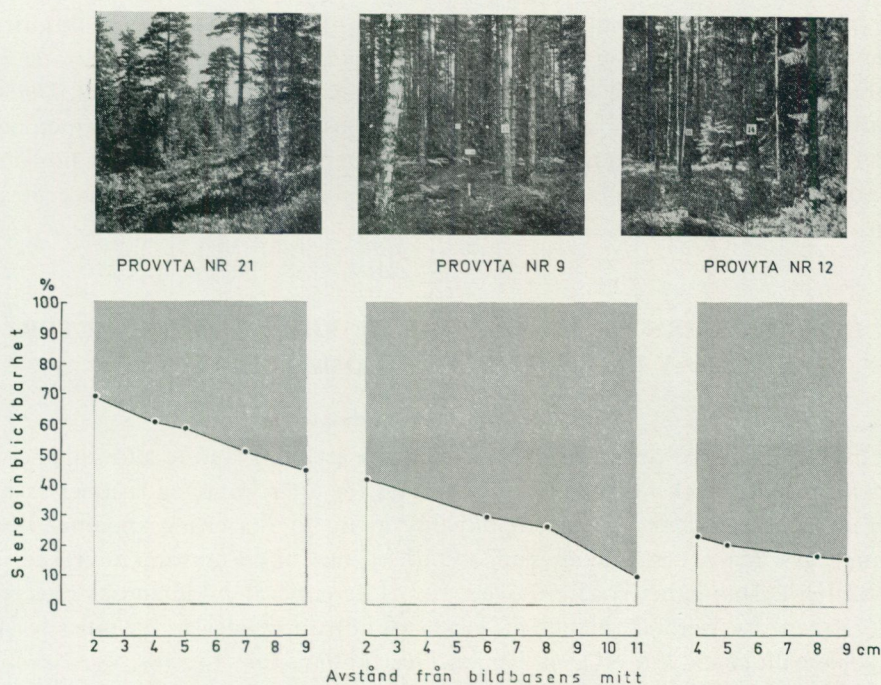 PROVYTA NR 21
PROVYTA NR 9
PROVYTA NR 12
%
Stereoinblickbarhet
100
90
80
70
60
50
40
30
20
10
0
2 3 4 5 6 7 8 9
2 3 4 5 6 7 8 9 10 11
4 5 6 7 8 9 cm
Avstånd från bildbasens mitt